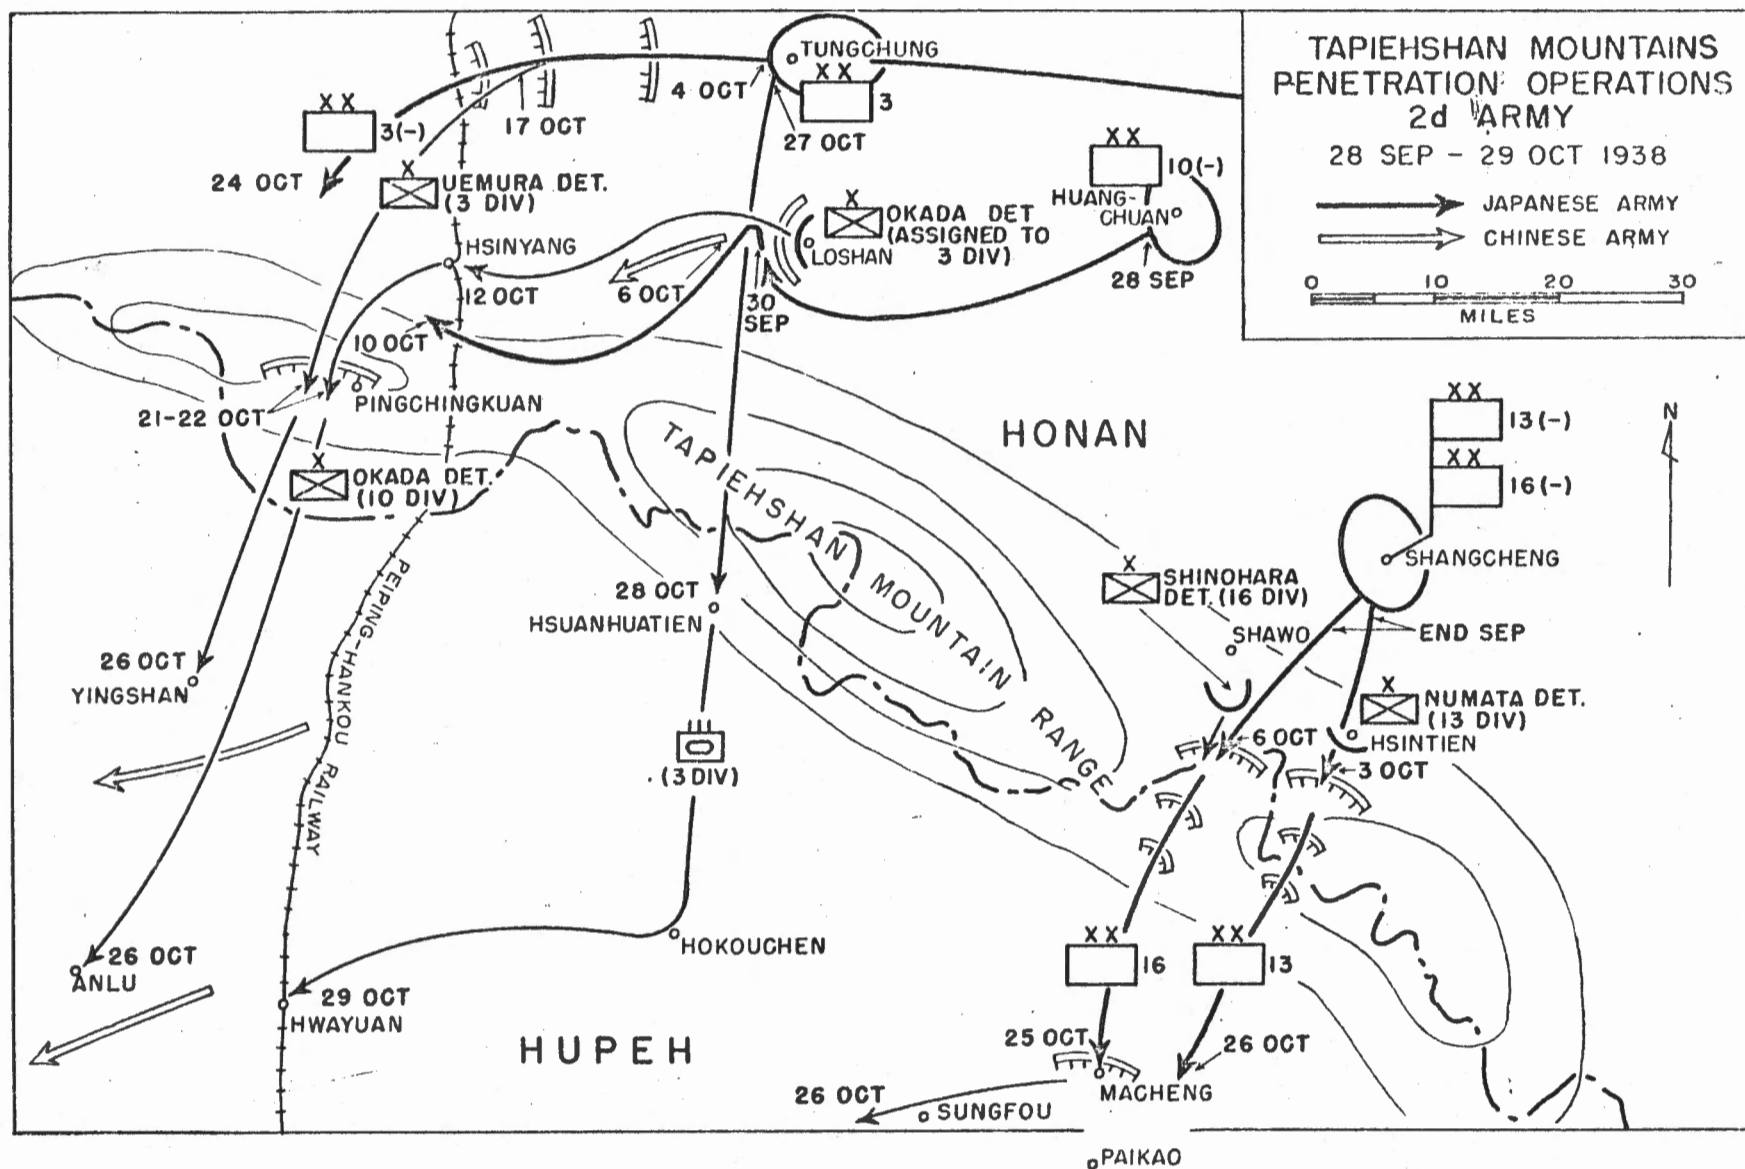 TAPIEHSHAN MOUNTAINS
PENETRATION OPERATIONS
2d ARMY
28 SEP - 29 OCT 1938
JAPANESE ARMY
CHINESE ARMY
0 10 20 30
MILES
TUNGCHUNG
XX
3
4 OCT
27 OCT
17 OCT
XX
3(-)
24 OCT
X
UEMURA DET.
(3 DIV)
XX
10(-)
HUANG-
CHUAN
28 SEP
X
OKADA DET
(ASSIGNED TO
3 DIV)
LOSHAN
HSINYANG
12 OCT
6 OCT
30
SEP
10 OCT
PINGCHINGKUAN
21-22 OCT
X
OKADA DET.
(10 DIV)
HONAN
N
XX
13(-)
XX
16(-)
SHANGCHENG
TAPIEHSHAN MOUNTAIN RANGE
PEIPING-HANKOU RAILWAY
X
SHINOHARA
DET. (16 DIV)
SHAWO
END SEP
28 OCT
HSUANHUATIEN
26 OCT
YINGSHAN
X
NUMATA DET.
(13 DIV)
HSINTIEN
6 OCT
3 OCT
(3 DIV)
HOKOUCHEN
XX
16
XX
13
26 OCT
ANLU
29 OCT
HWAYUAN
HUPEH
25 OCT
26 OCT
MACHENG
26 OCT
SUNGFOU
PAIKAO